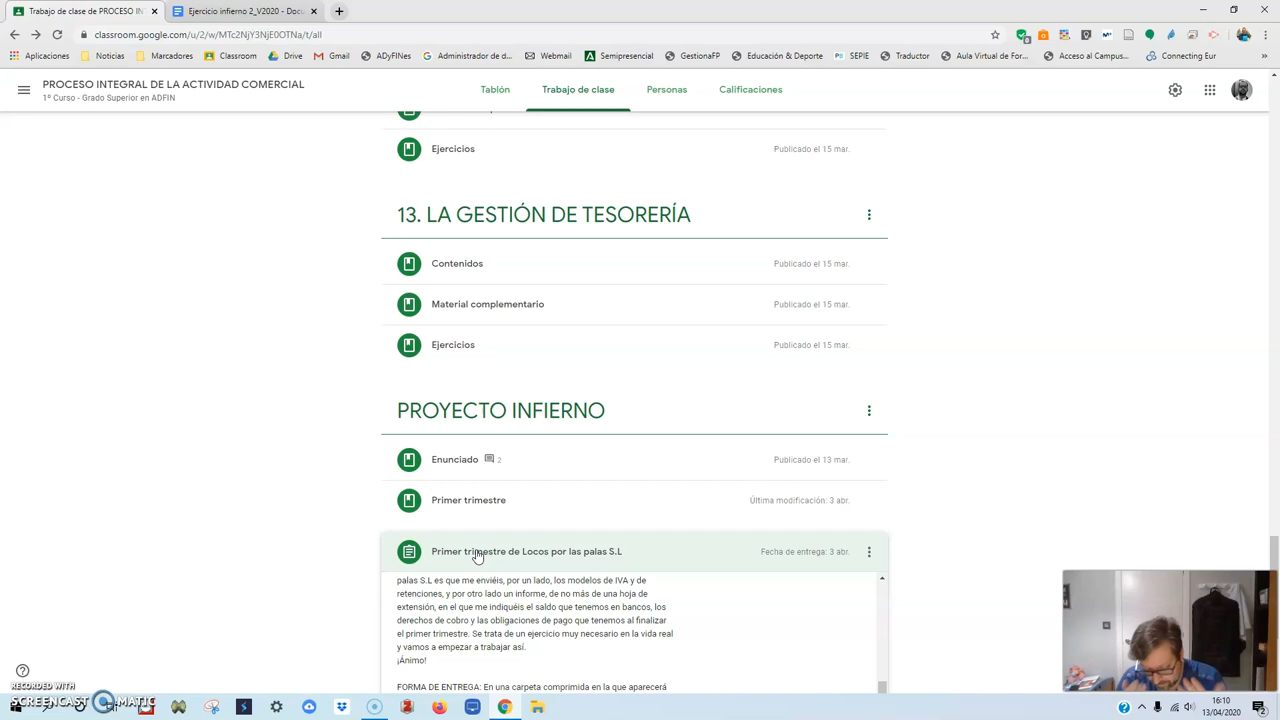 Trabajo de clase de PROCESO IN
Ejercicio infierno 2_V2020 - Doc
classroom.google.com/u/2/w/MTc2NjY3NjE0OTNa/t/all
Aplicaciones Noticias Marcadores Classroom Gmail ADyFINes Administrador de ... Webmail Semipresencial GestionaFP Educación & Deporte SEPIE Traductor Aula Virtual de For... Acceso al Campus... Connecting Eur
PROCESO INTEGRAL DE LA ACTIVIDAD COMERCIAL
1º Curso - Grado Superior en ADFIN
Tablón Trabajo de clase Personas Calificaciones
Ejercicios Publicado el 15 mar.
13. LA GESTIÓN DE TESORERÍA
Contenidos Publicado el 15 mar.
Material complementario Publicado el 15 mar.
Ejercicios Publicado el 15 mar.
PROYECTO INFIERNO
Enunciado 2 Publicado el 13 mar.
Primer trimestre Última modificación: 3 abr.
Primer trimestre de Locos por las palas S.L Fecha de entrega: 3 abr.
palas S.L es que me enviéis, por un lado, los modelos de IVA y de
retenciones, y por otro lado un informe, de no más de una hoja de
extensión, en el que me indiquéis el saldo que tenemos en bancos, los
derechos de cobro y las obligaciones de pago que tenemos al finalizar
el primer trimestre. Se trata de un ejercicio muy necesario en la vida real
y vamos a empezar a trabajar así.
¡Ánimo!
FORMA DE ENTREGA: En una carpeta comprimida en la que aparecerá
RECORDED WITH
SCREENCAST MATIC
16:10
13/04/2020
2